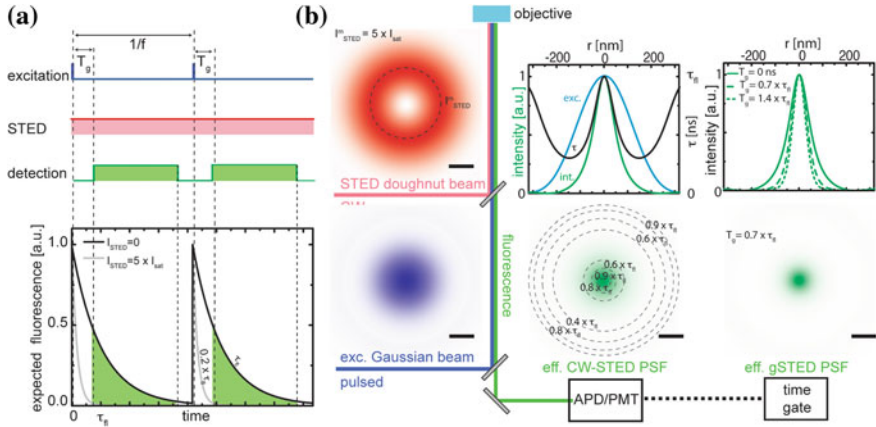 (a)
1/f
T_g
T_g
excitation
STED
detection
expected fluorescence [a.u.]
1.0
0.5
0.0
I_STED=0
I_STED=5 x I_sat
0.2 x τ_fl
τ_fl
0
τ_fl
time
(b)
objective
I^m_STED = 5 x I_sat
I^m_STED
STED doughnut beam
CW
exc. Gaussian beam
pulsed
fluorescence
r [nm]
-200
0
200
intensity [a.u.]
1
0
exc.
τ
int.
τ_fl
τ [ns]
0
0.9 x τ_fl
0.6 x τ_fl
0.6 x τ_fl
0.9 x τ_fl
0.8 x τ_fl
0.4 x τ_fl
0.8 x τ_fl
eff. CW-STED PSF
APD/PMT
r [nm]
-200
0
200
intensity [a.u.]
1
0
T_g = 0 ns
T_g = 0.7 x τ_fl
T_g = 1.4 x τ_fl
T_g = 0.7 x τ_fl
eff. gSTED PSF
time
gate